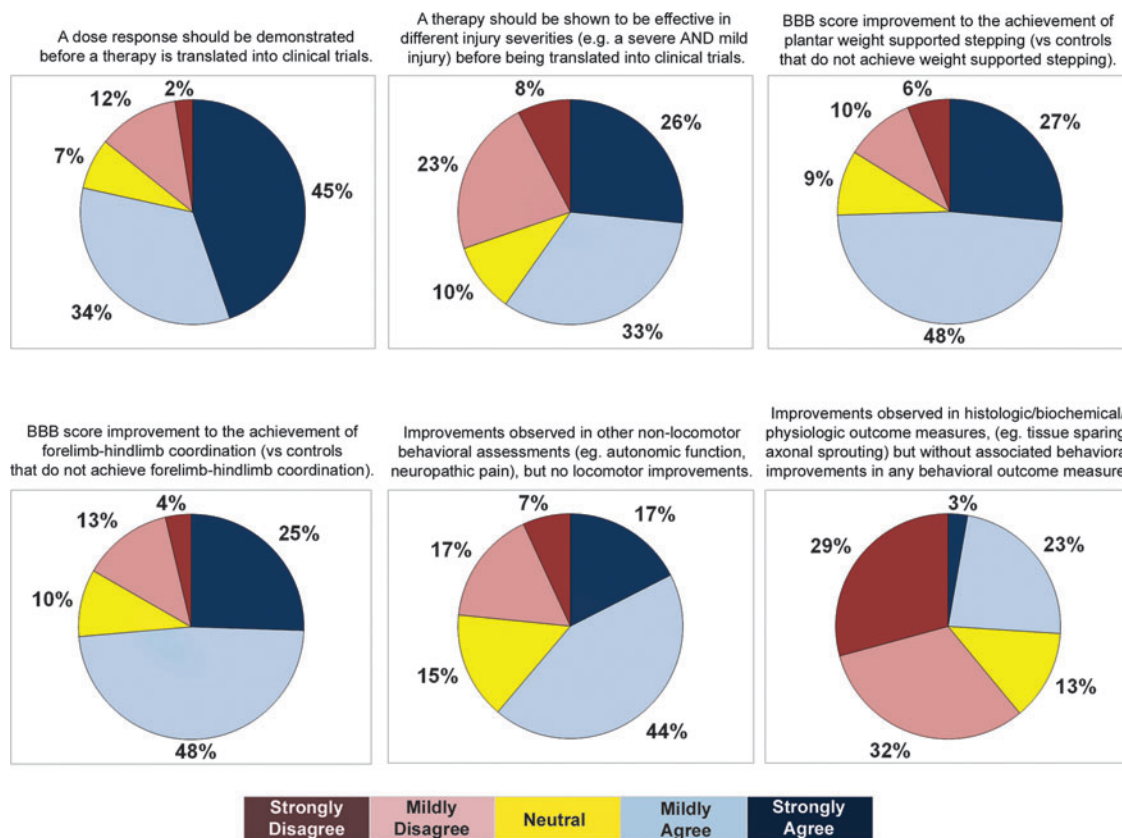 A dose response should be demonstrated
before a therapy is translated into clinical trials.
2%
12%
7%
45%
34%
A therapy should be shown to be effective in
different injury severities (e.g. a severe AND mild
injury) before being translated into clinical trials.
8%
26%
23%
10%
33%
BBB score improvement to the achievement of
plantar weight supported stepping (vs controls
that do not achieve weight supported stepping).
6%
10%
27%
9%
48%
BBB score improvement to the achievement of
forelimb-hindlimb coordination (vs controls
that do not achieve forelimb-hindlimb coordination).
4%
13%
25%
10%
48%
Improvements observed in other non-locomotor
behavioral assessments (eg. autonomic function,
neuropathic pain), but no locomotor improvements.
7%
17%
17%
15%
44%
Improvements observed in histologic/biochemical/
physiologic outcome measures, (eg. tissue sparing
axonal sprouting) but without associated behavora
improvements in any behavioral outcome measure
3%
29%
23%
13%
32%
Strongly Disagree
Mildly Disagree
Neutral
Mildly Agree
Strongly Agree